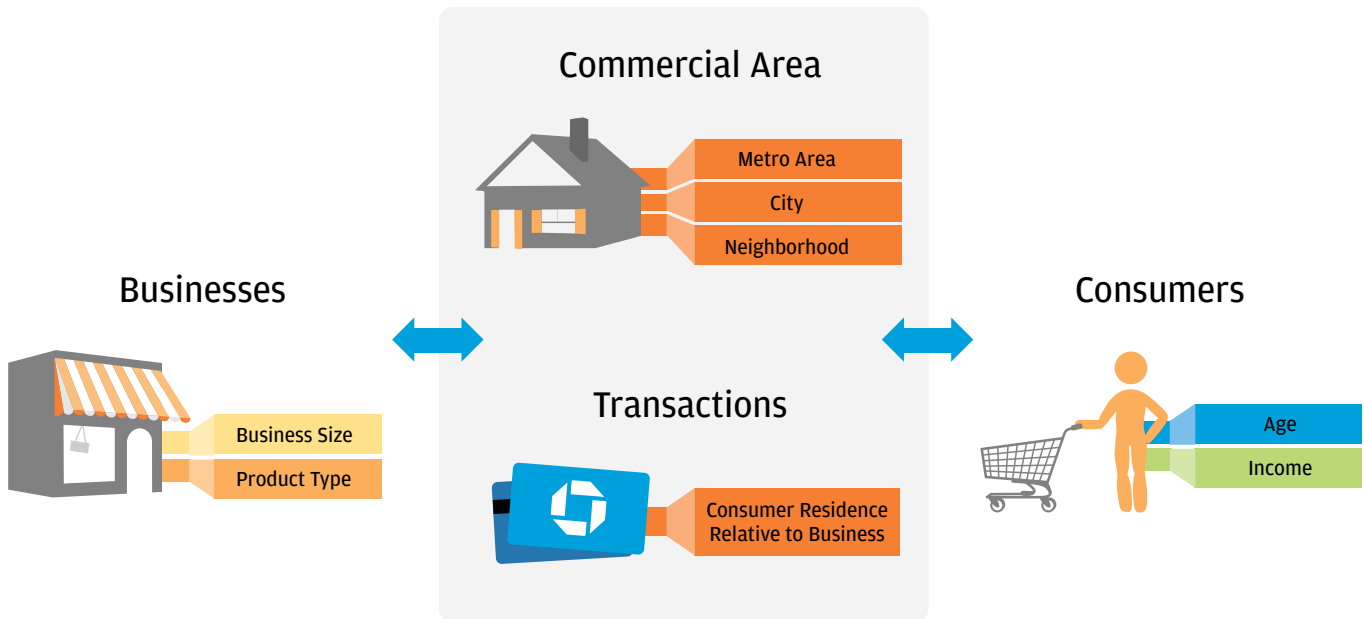 Commercial Area
Metro Area
City
Neighborhood
Businesses
Business Size
Product Type
Transactions
Consumer Residence
Relative to Business
Consumers
Age
Income